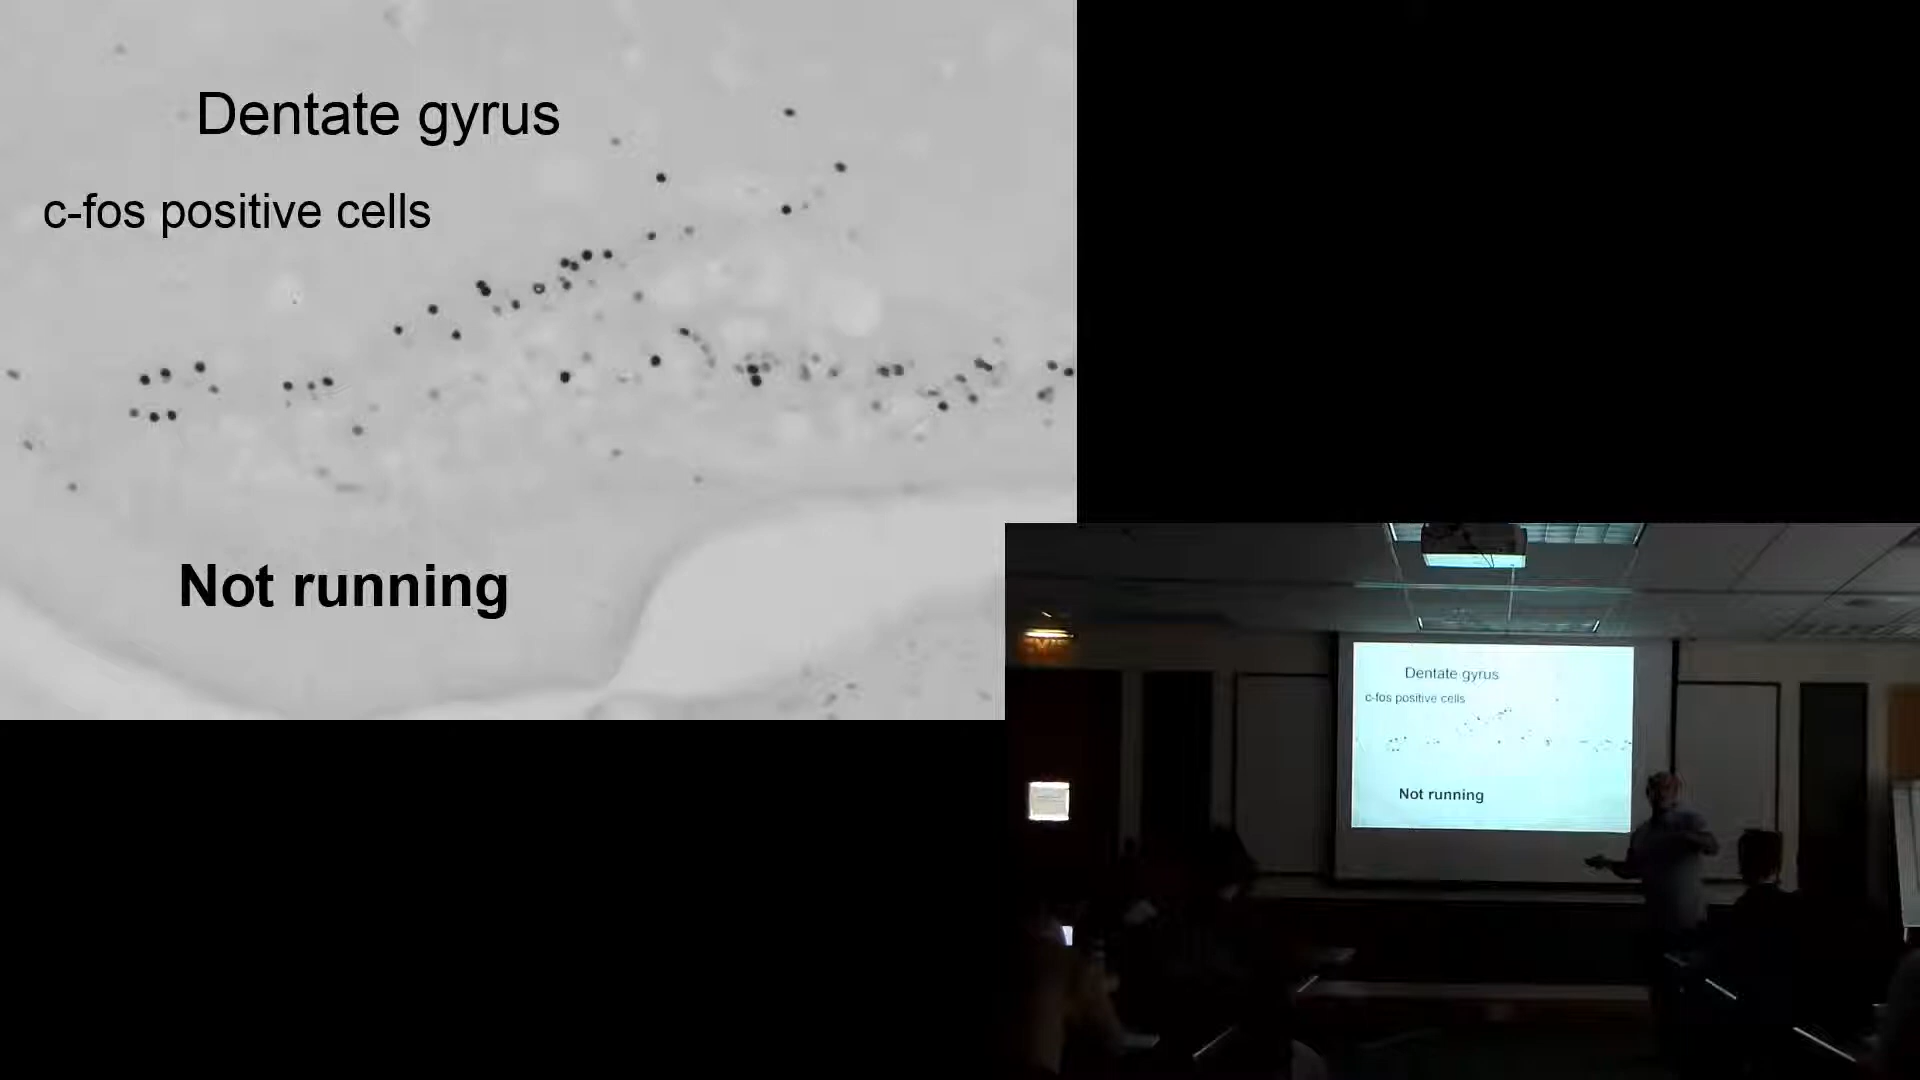 Dentate gyrus
c-fos positive cells
Not running
Dentate gyrus
c-fos positive cells
Not running